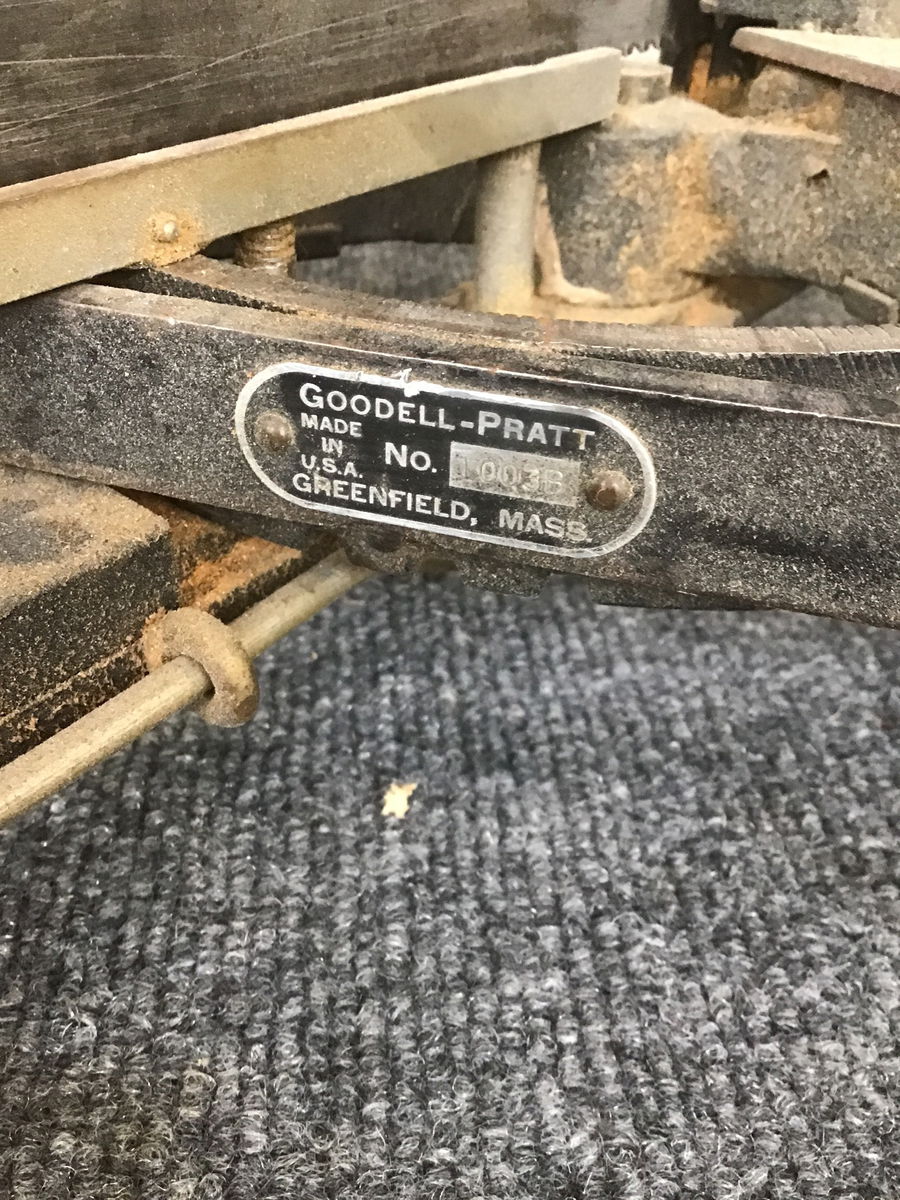 GOODELL-PRATT
MADE
IN
U.S.A.
No. 1003B
GREENFIELD, MASS.